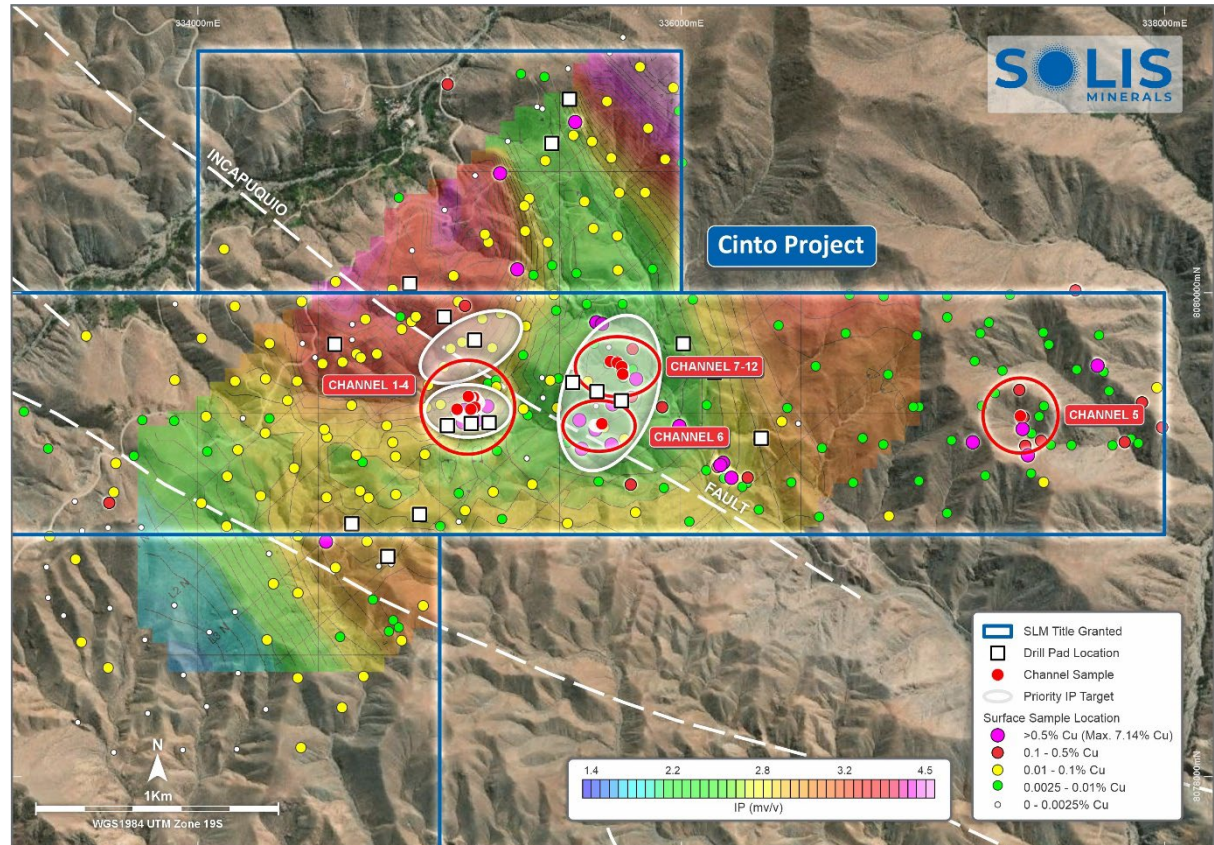 334000mE
336000mE
338000mE
SOLIS
MINERALS
INCAPUQUIO
Cinto Project
8080000mN
CHANNEL 1-4
CHANNEL 7-12
CHANNEL 5
CHANNEL 6
FAULT
L2 N
L3 N
SLM Title Granted
Drill Pad Location
Channel Sample
Priority IP Target
Surface Sample Location
>0.5% Cu (Max. 7.14% Cu)
0.1 - 0.5% Cu
0.01 - 0.1% Cu
0.0025 - 0.01% Cu
0 - 0.0025% Cu
N
1Km
WGS1984 UTM Zone 19S
1.4 2.2 2.8 3.2 4.5
IP (mv/v)
8078000mN